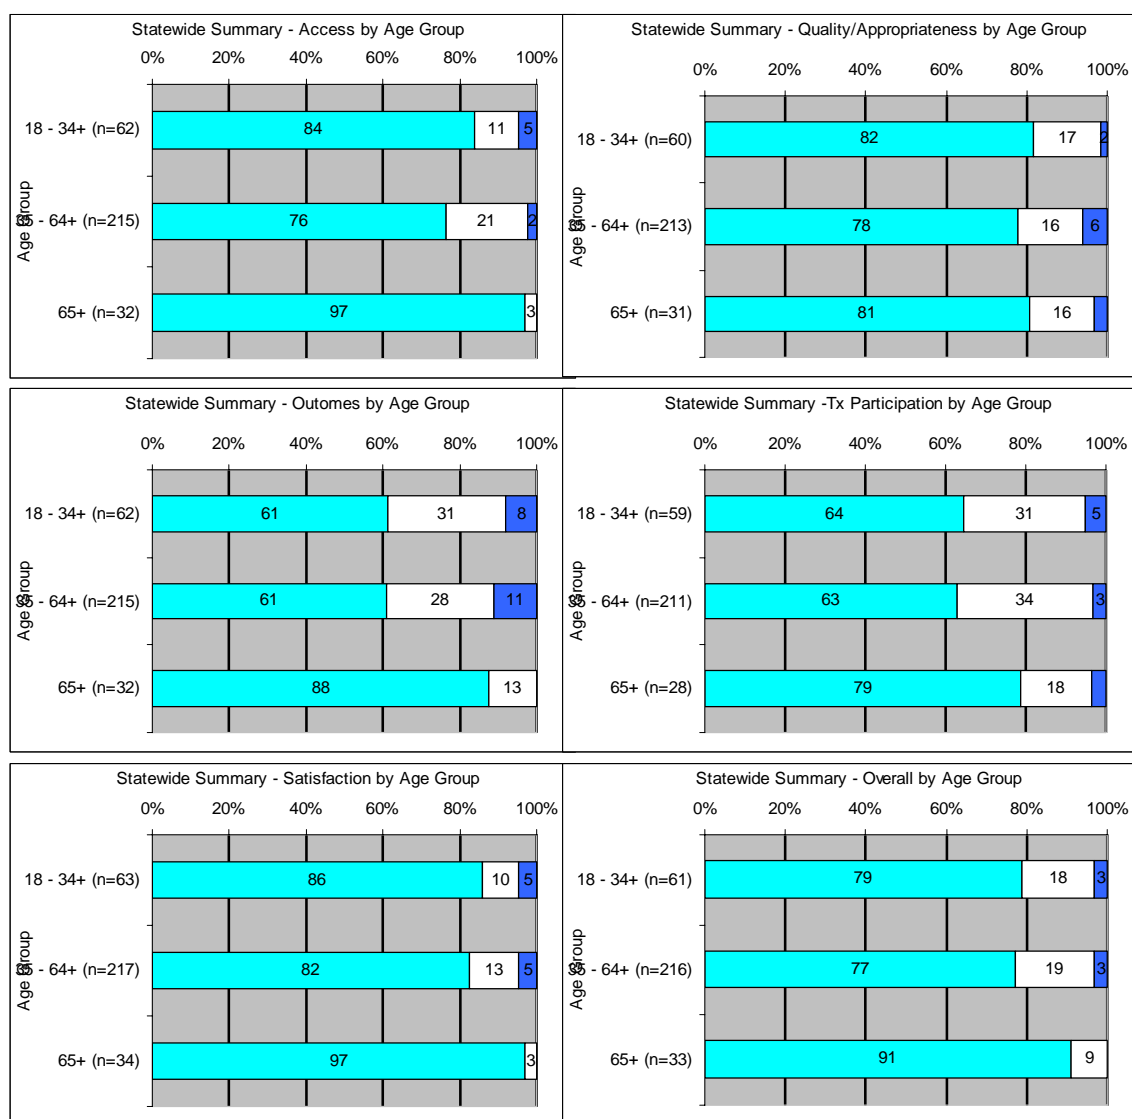 Statewide Summary - Access by Age Group
0% 20% 40% 60% 80% 100%
Age Group
18 - 34+ (n=62) 84 11 5
35 - 64+ (n=215) 76 21 2
65+ (n=32) 97 3
Statewide Summary - Quality/Appropriateness by Age Group
0% 20% 40% 60% 80% 100%
Age Group
18 - 34+ (n=60) 82 17 2
35 - 64+ (n=213) 78 16 6
65+ (n=31) 81 16
Statewide Summary - Outomes by Age Group
0% 20% 40% 60% 80% 100%
Age Group
18 - 34+ (n=62) 61 31 8
35 - 64+ (n=215) 61 28 11
65+ (n=32) 88 13
Statewide Summary -Tx Participation by Age Group
0% 20% 40% 60% 80% 100%
Age Group
18 - 34+ (n=59) 64 31 5
35 - 64+ (n=211) 63 34 3
65+ (n=28) 79 18
Statewide Summary - Satisfaction by Age Group
0% 20% 40% 60% 80% 100%
Age Group
18 - 34+ (n=63) 86 10 5
35 - 64+ (n=217) 82 13 5
65+ (n=34) 97 3
Statewide Summary - Overall by Age Group
0% 20% 40% 60% 80% 100%
Age Group
18 - 34+ (n=61) 79 18 3
35 - 64+ (n=216) 77 19 3
65+ (n=33) 91 9